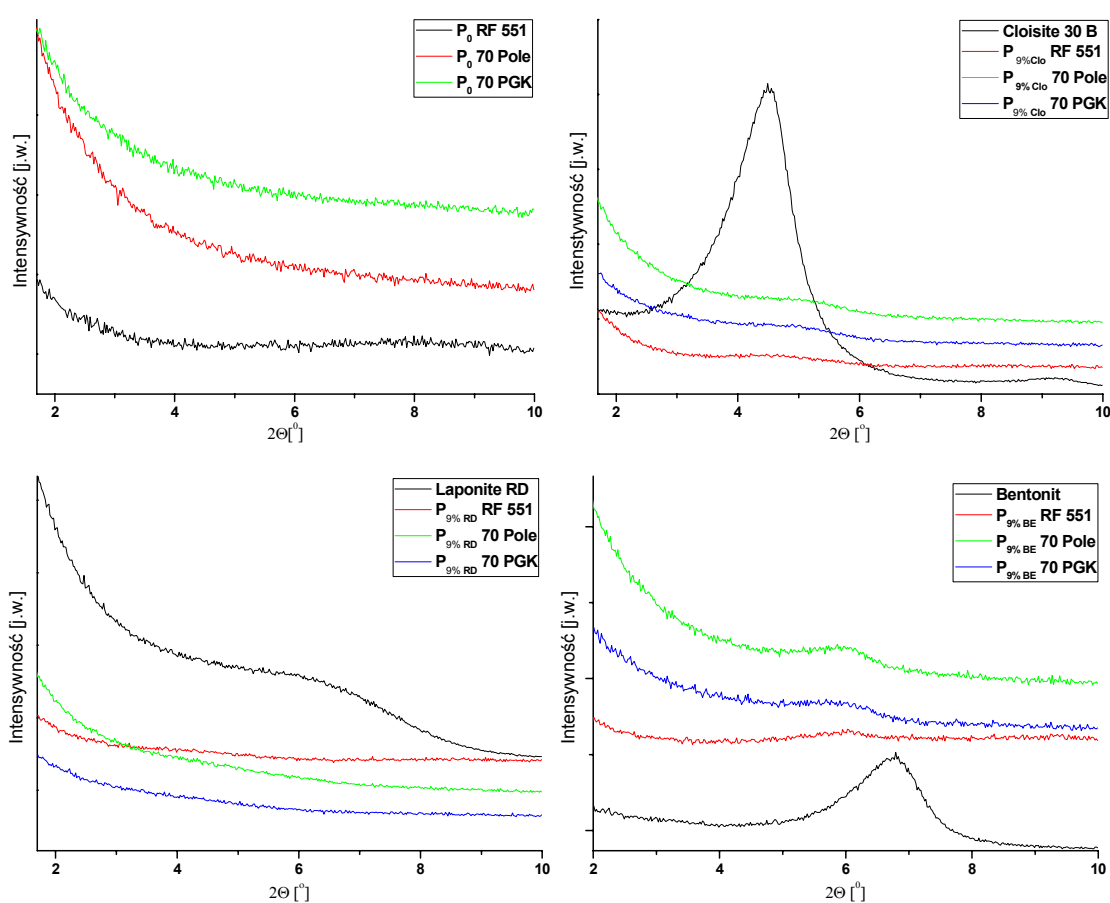 P0 RF 551
P0 70 Pole
P0 70 PGK
Intensywność [j.w.]
2 4 6 8 10
2Θ[°]
Cloisite 30 B
P9%Clo RF 551
P9% Clo 70 Pole
P9% Clo 70 PGK
Intenstywność [j.w.]
2 4 6 8 10
2Θ [°]
Laponite RD
P9% RD RF 551
P9% RD 70 Pole
P9% RD 70 PGK
Intensywność [j.w.]
2 4 6 8 10
2Θ [°]
Bentonit
P9% BE RF 551
P9% BE 70 Pole
P9% BE 70 PGK
Intensywność [j.w.]
2 4 6 8 10
2Θ [°]